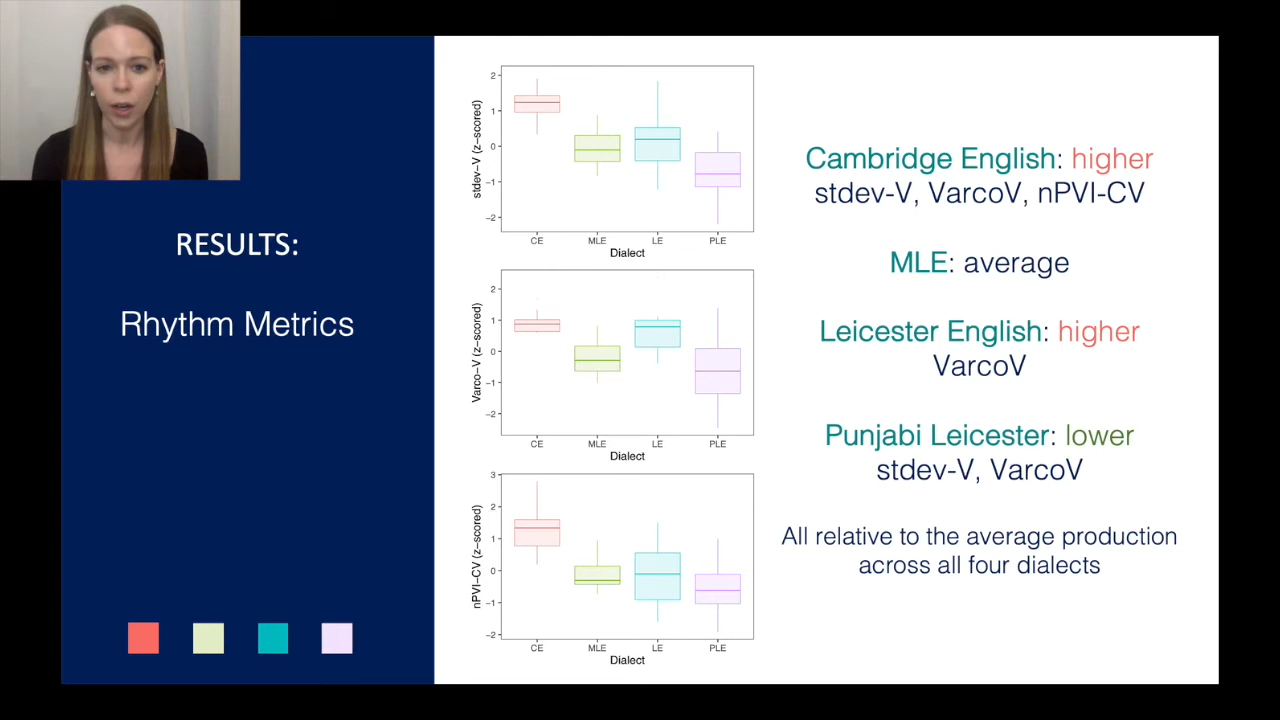 RESULTS:
Rhythm Metrics
stdev-V (z-scored)
2
1
0
-1
-2
CE MLE LE PLE
Dialect
Varco-V (z-scored)
2
1
0
-1
-2
CE MLE LE PLE
Dialect
nPVI-CV (z-scored)
3
2
1
0
-1
-2
CE MLE LE PLE
Dialect
Cambridge English: higher
stdev-V, VarcoV, nPVI-CV
MLE: average
Leicester English: higher
VarcoV
Punjabi Leicester: lower
stdev-V, VarcoV
All relative to the average production
across all four dialects